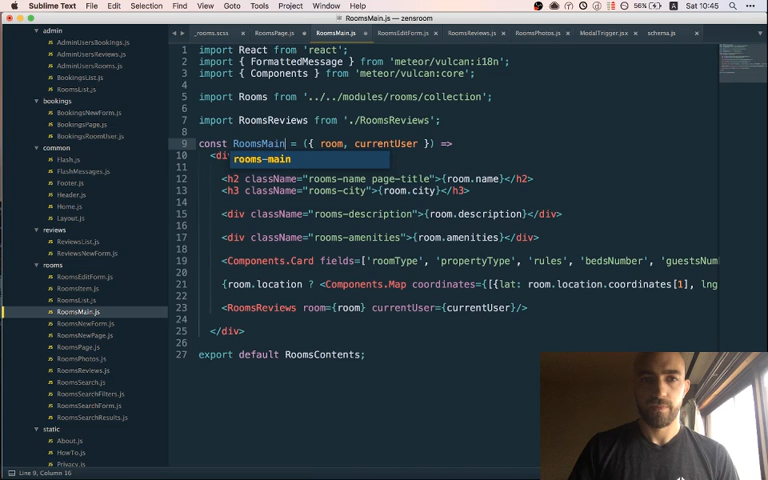 Sublime Text File Edit Selection Find View Goto Tools Project Window Help 56% A Sat 10:45
RoomsMain.js — zensroom
_rooms.scss RoomsPage.js RoomsMain.js RoomsEditForm.js RoomsReviews.js RoomsPhotos.js ModalTrigger.jsx schema.js
admin
AdminUsersBookings.js
AdminUsersReviews.js
AdminUsersRooms.js
BookingsList.js
RoomsList.js
bookings
BookingsNewForm.js
BookingsPage.js
BookingsRoomUser.js
common
Flash.js
FlashMessages.js
Footer.js
Header.js
Home.js
Layout.js
reviews
ReviewsList.js
ReviewsNewForm.js
rooms
RoomsEditForm.js
RoomsItem.js
RoomsList.js
RoomsMain.js
RoomsNewForm.js
RoomsNewPage.js
RoomsPage.js
RoomsPhotos.js
RoomsReviews.js
RoomsSearch.js
RoomsSearchFilters.js
RoomsSearchForm.js
RoomsSearchResults.js
static
About.js
HowTo.js
Privacy.js
1 import React from 'react';
2 import { FormattedMessage } from 'meteor/vulcan:i18n';
3 import { Components } from 'meteor/vulcan:core';
4
5 import Rooms from '../../modules/rooms/collection';
6
7 import RoomsReviews from './RoomsReviews';
8
9 const RoomsMain = ({ room, currentUser }) =>
rooms-main
10 <div
11
12 <h2 className="rooms-name page-title">{room.name}</h2>
13 <h3 className="rooms-city">{room.city}</h3>
14
15 <div className="rooms-description">{room.description}</div>
16
17 <div className="rooms-amenities">{room.amenities}</div>
18
19 <Components.Card fields=['roomType', 'propertyType', 'rules', 'bedsNumber', 'guestsNum
20
21 {room.location ? <Components.Map coordinates={[{lat: room.location.coordinates[1], lng
22
23 <RoomsReviews room={room} currentUser={currentUser}/>
24
25 </div>
26
27 export default RoomsContents;
Line 9, Column 16